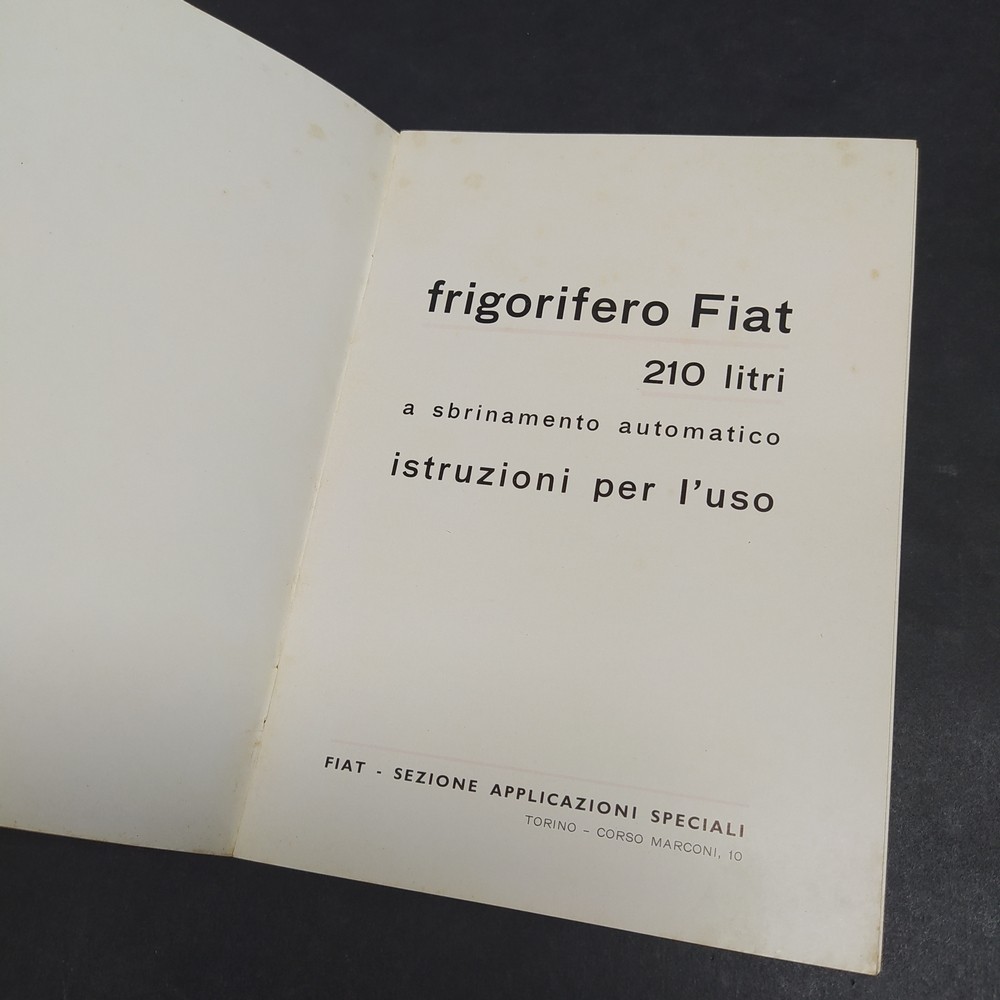 frigorifero Fiat
210 litri
a sbrinamento automatico
istruzioni per l'uso
FIAT - SEZIONE APPLICAZIONI SPECIALI
TORINO - CORSO MARCONI, 10